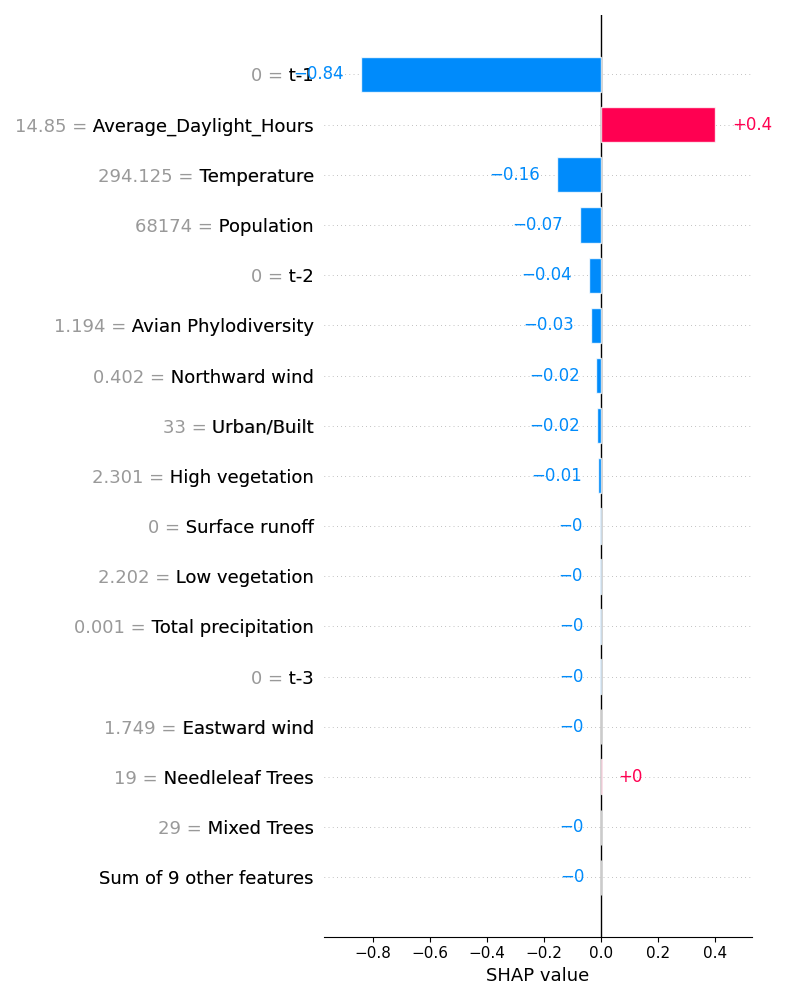 0 = t-1 −0.84
14.85 = Average_Daylight_Hours +0.4
294.125 = Temperature −0.16
68174 = Population −0.07
0 = t-2 −0.04
1.194 = Avian Phylodiversity −0.03
0.402 = Northward wind −0.02
33 = Urban/Built −0.02
2.301 = High vegetation −0.01
0 = Surface runoff −0
2.202 = Low vegetation −0
0.001 = Total precipitation −0
0 = t-3 −0
1.749 = Eastward wind −0
19 = Needleleaf Trees +0
29 = Mixed Trees −0
Sum of 9 other features −0
−0.8 −0.6 −0.4 −0.2 0.0 0.2 0.4
SHAP value